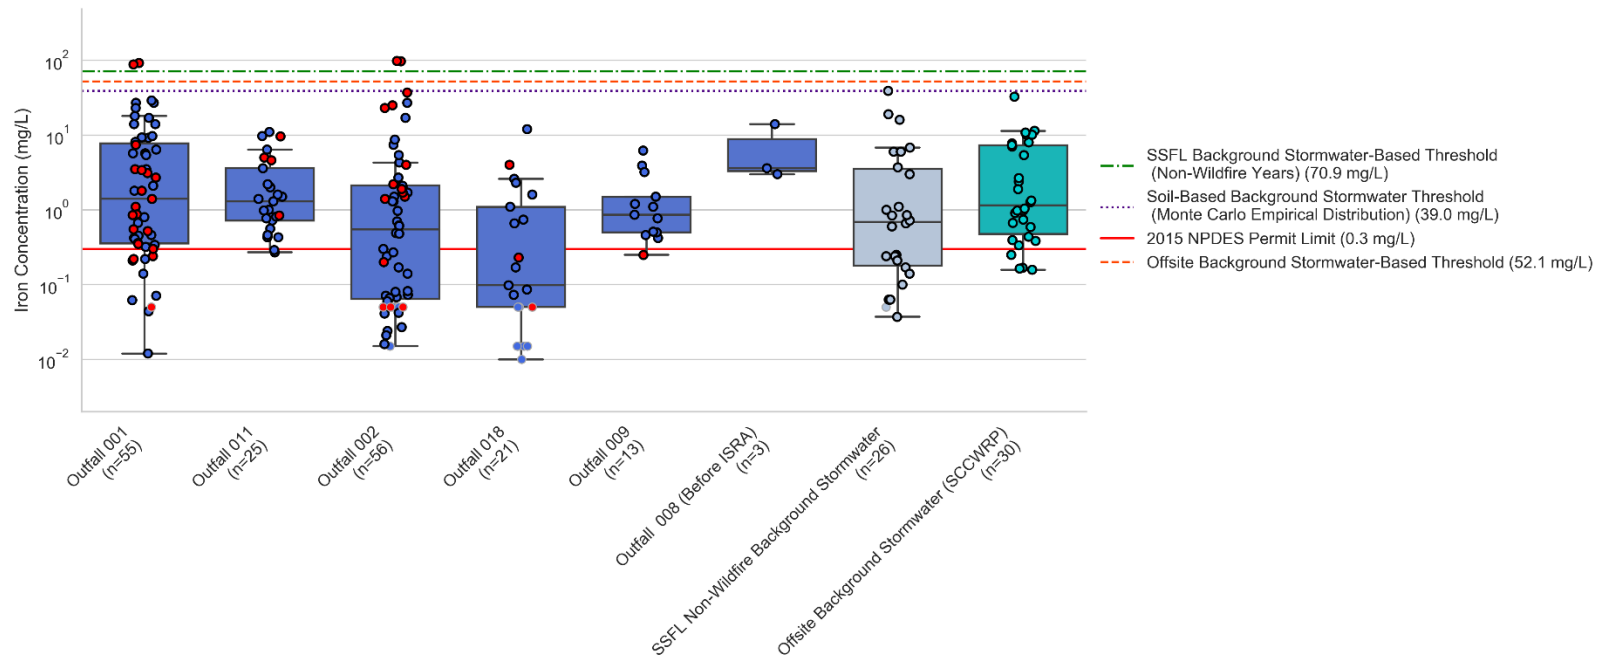 Iron Concentration (mg/L)
10²
10¹
10⁰
10⁻¹
10⁻²
Outfall 001
(n=55)
Outfall 011
(n=25)
Outfall 002
(n=56)
Outfall 018
(n=21)
Outfall 009
(n=13)
Outfall  008 (Before ISRA)
(n=3)
SSFL Non-Wildfire Background Stormwater
(n=26)
Offsite Background Stormwater (SCCWRP)
(n=30)
SSFL Background Stormwater-Based Threshold
(Non-Wildfire Years) (70.9 mg/L)
Soil-Based Background Stormwater Threshold
(Monte Carlo Empirical Distribution) (39.0 mg/L)
2015 NPDES Permit Limit (0.3 mg/L)
Offsite Background Stormwater-Based Threshold (52.1 mg/L)